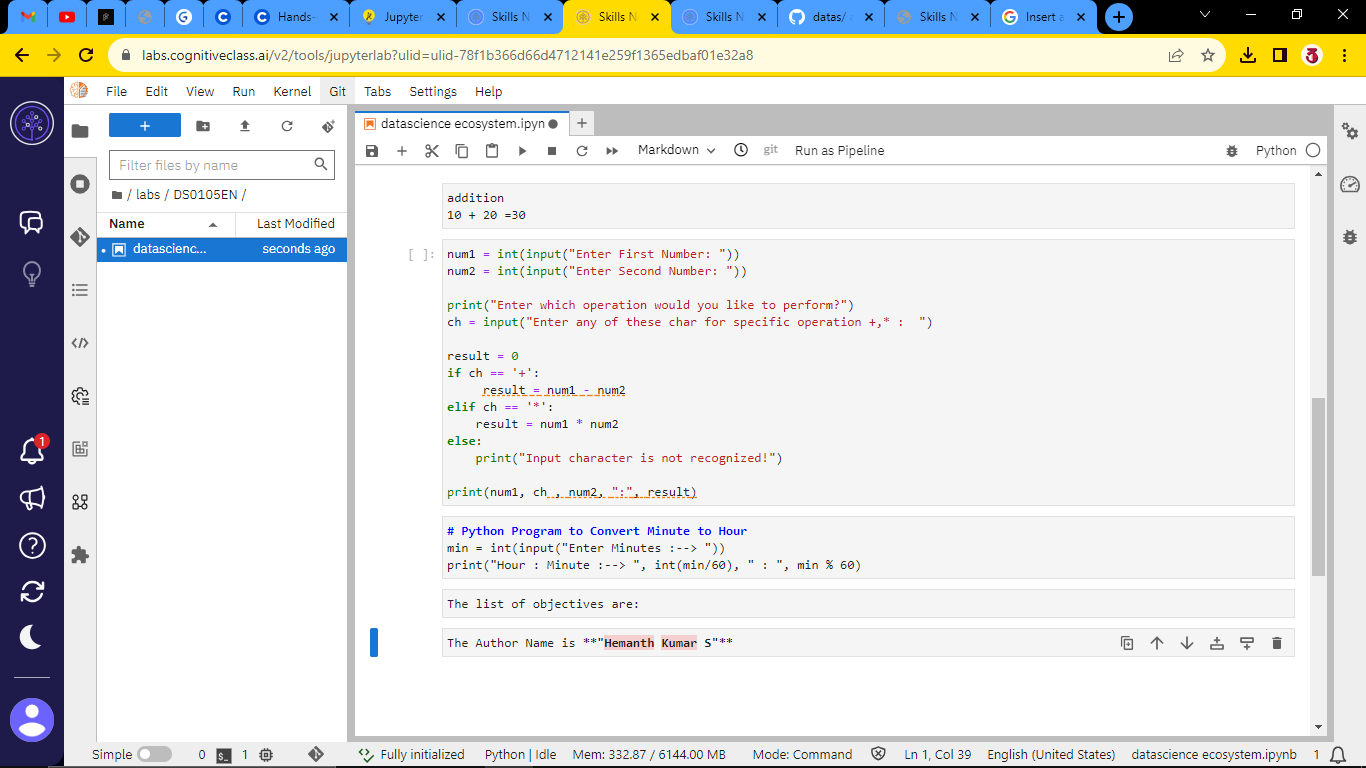 Hands-
Jupyter
Skills N
Skills N
Skills N
datas/
Skills N
Insert a
labs.cognitiveclass.ai/v2/tools/jupyterlab?ulid=ulid-78f1b366d66d4712141e259f1365edbaf01e32a8
File Edit View Run Kernel Git Tabs Settings Help
datascience ecosystem.ipyn
Filter files by name
Markdown
git
Run as Pipeline
Python
/ labs / DS0105EN /
Name
Last Modified
datascienc...
seconds ago
addition
10 + 20 =30
[ ]:
num1 = int(input("Enter First Number: "))
num2 = int(input("Enter Second Number: "))
print("Enter which operation would you like to perform?")
ch = input("Enter any of these char for specific operation +,* :  ")
result = 0
if ch == '+':
     result = num1 - num2
elif ch == '*':
    result = num1 * num2
else:
    print("Input character is not recognized!")
print(num1, ch , num2, ":", result)
# Python Program to Convert Minute to Hour
min = int(input("Enter Minutes :--> "))
print("Hour : Minute :--> ", int(min/60), " : ", min % 60)
The list of objectives are:
The Author Name is **"Hemanth Kumar S"**
1
Simple
0
1
Fully initialized
Python | Idle
Mem: 332.87 / 6144.00 MB
Mode: Command
Ln 1, Col 39
English (United States)
datascience ecosystem.ipynb
1